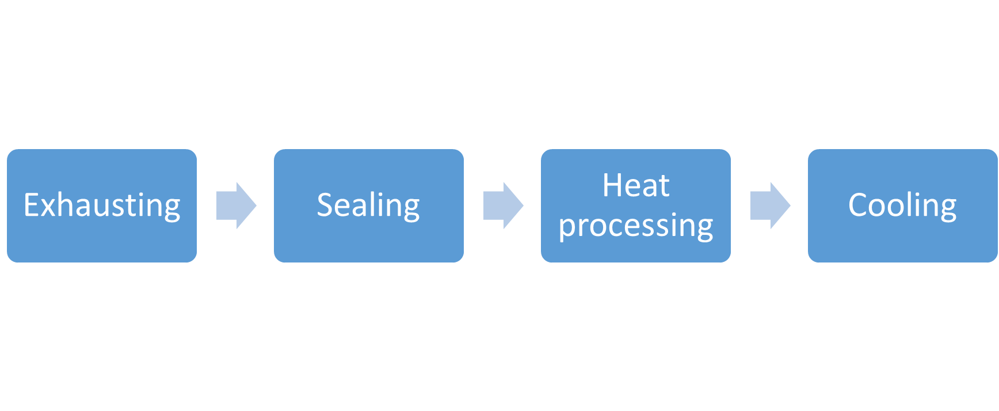 Exhausting
Sealing
Heat
processing
Cooling